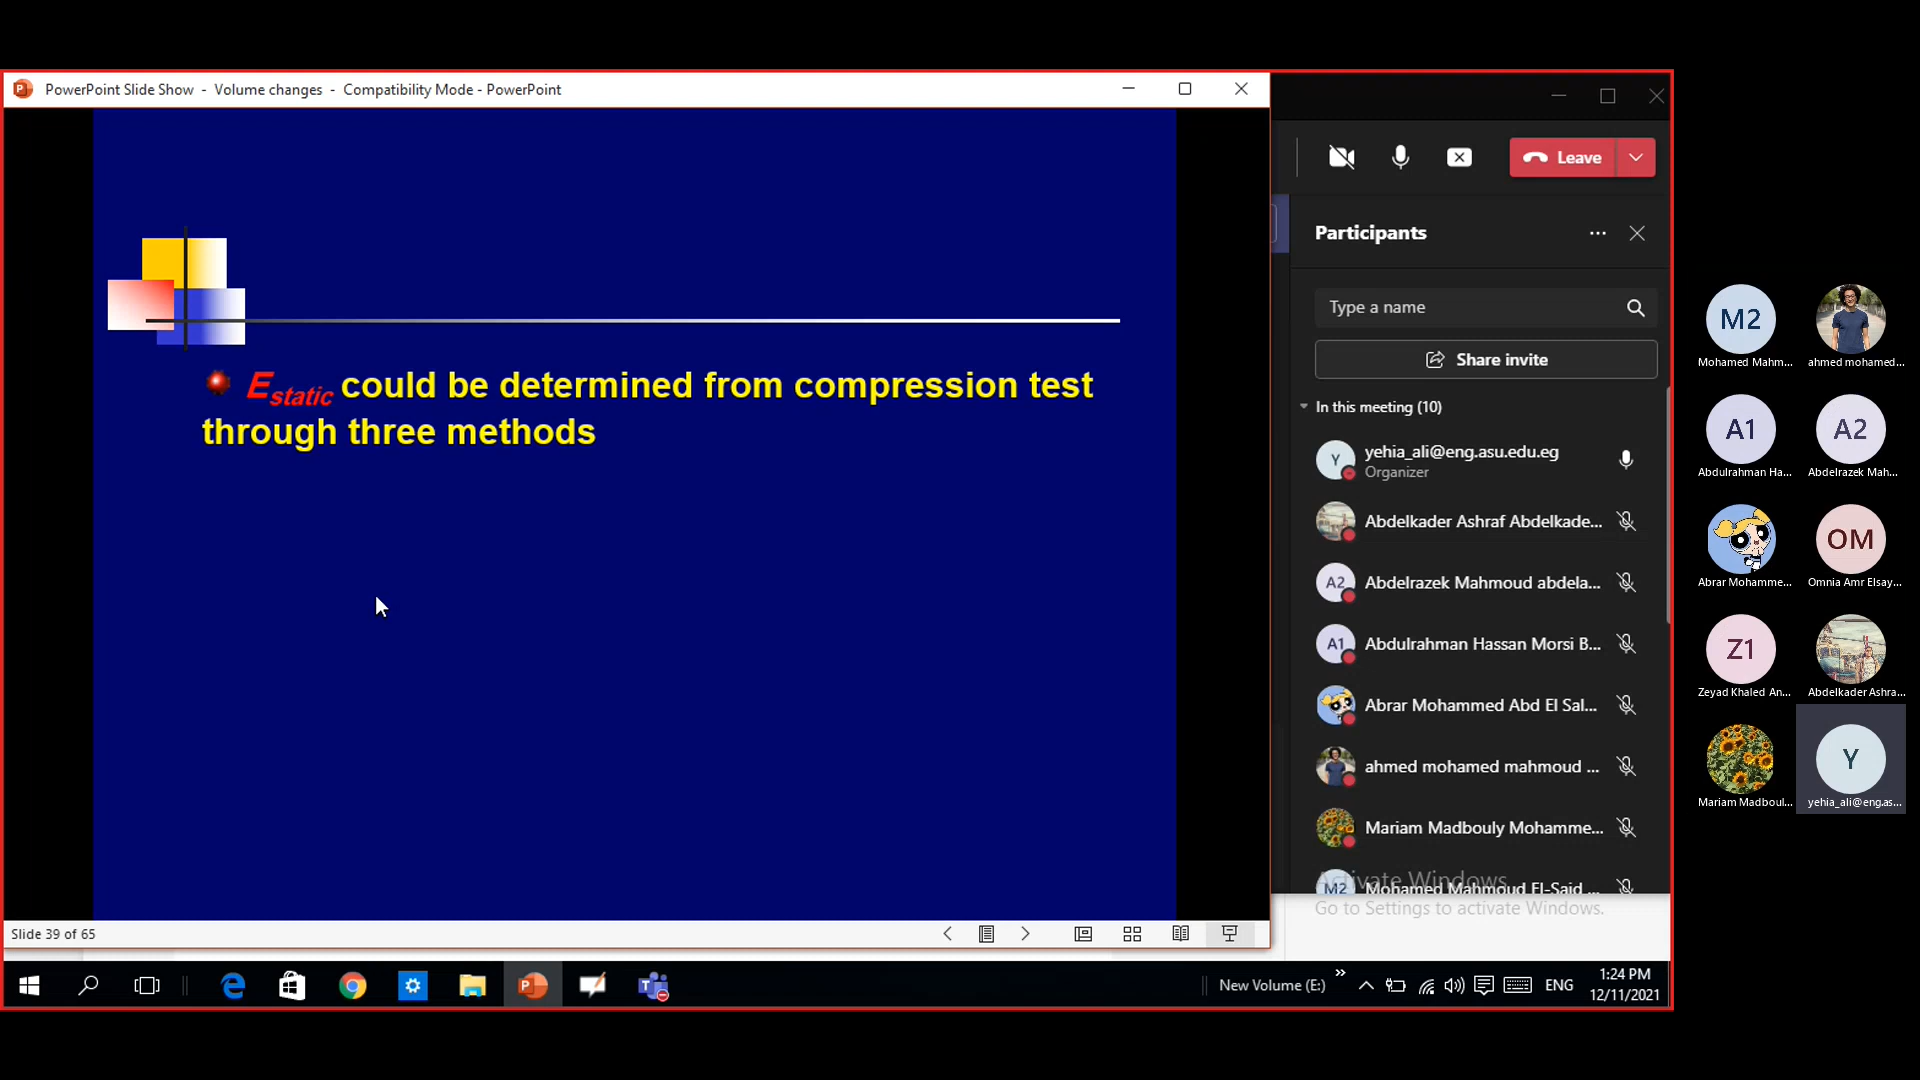 PowerPoint Slide Show - Volume changes - Compatibility Mode - PowerPoint
Leave
Participants
Type a name
Share invite
In this meeting (10)
Y
yehia_ali@eng.asu.edu.eg
Organizer
Abdelkader Ashraf Abdelkade...
A2
Abdelrazek Mahmoud abdela...
A1
Abdulrahman Hassan Morsi B...
Abrar Mohammed Abd El Sal...
ahmed mohamed mahmoud ...
Mariam Madbouly Mohamme...
M2
Mohamed Mahmoud El-Said ...
Activate Windows
Go to Settings to activate Windows.
Estatic could be determined from compression test
through three methods
Slide 39 of 65
New Volume (E:)
ENG
1:24 PM
12/11/2021
M2
Mohamed Mahm...
ahmed mohamed...
A1
Abdulrahman Ha...
A2
Abdelrazek Mah...
Abrar Mohamme...
OM
Omnia Amr Elsay...
Z1
Zeyad Khaled An...
Abdelkader Ashra...
Mariam Madboul...
Y
yehia_ali@eng.as...